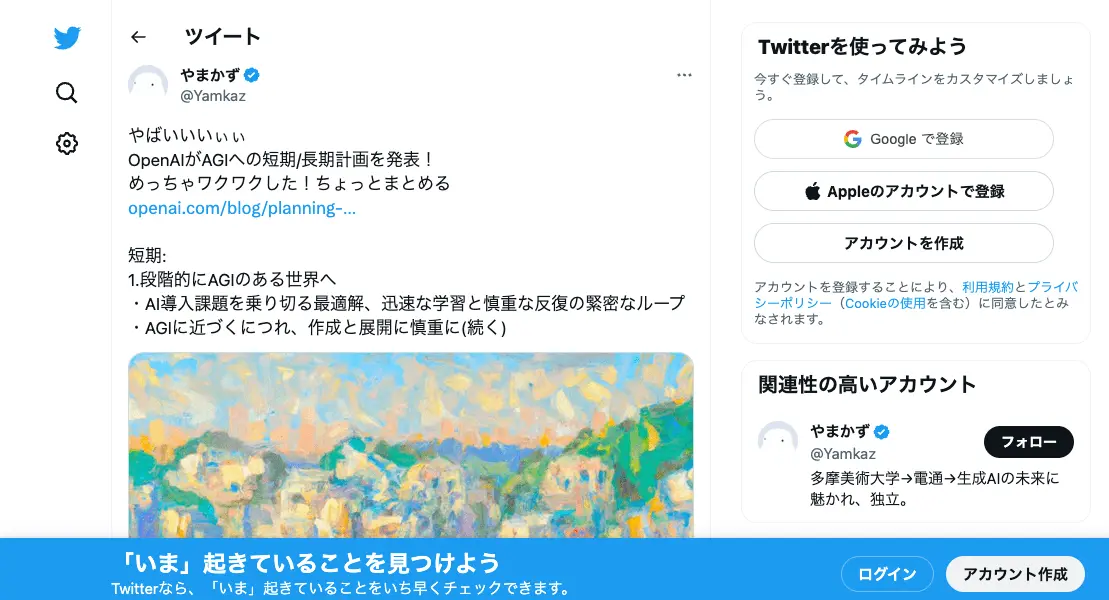 ツイート
やまかず
@Yamkaz
やばいいいぃぃ
OpenAIがAGIへの短期/長期計画を発表！
めっちゃワクワクした！ちょっとまとめる
openai.com/blog/planning-...
短期:
1.段階的にAGIのある世界へ
・AI導入課題を乗り切る最適解、迅速な学習と慎重な反復の緊密なループ
・AGIに近づくにつれ、作成と展開に慎重に(続く)
Twitterを使ってみよう
今すぐ登録して、タイムラインをカスタマイズしましょ
う。
Google で登録
Appleのアカウントで登録
アカウントを作成
アカウントを登録することにより、利用規約とプライバ
シーポリシー（Cookieの使用を含む）に同意したとみ
なされます。
関連性の高いアカウント
やまかず
@Yamkaz
フォロー
多摩美術大学→電通→生成AIの未来に
魅かれ、独立。
「いま」起きていることを見つけよう
Twitterなら、「いま」起きていることをいち早くチェックできます。
ログイン
アカウント作成